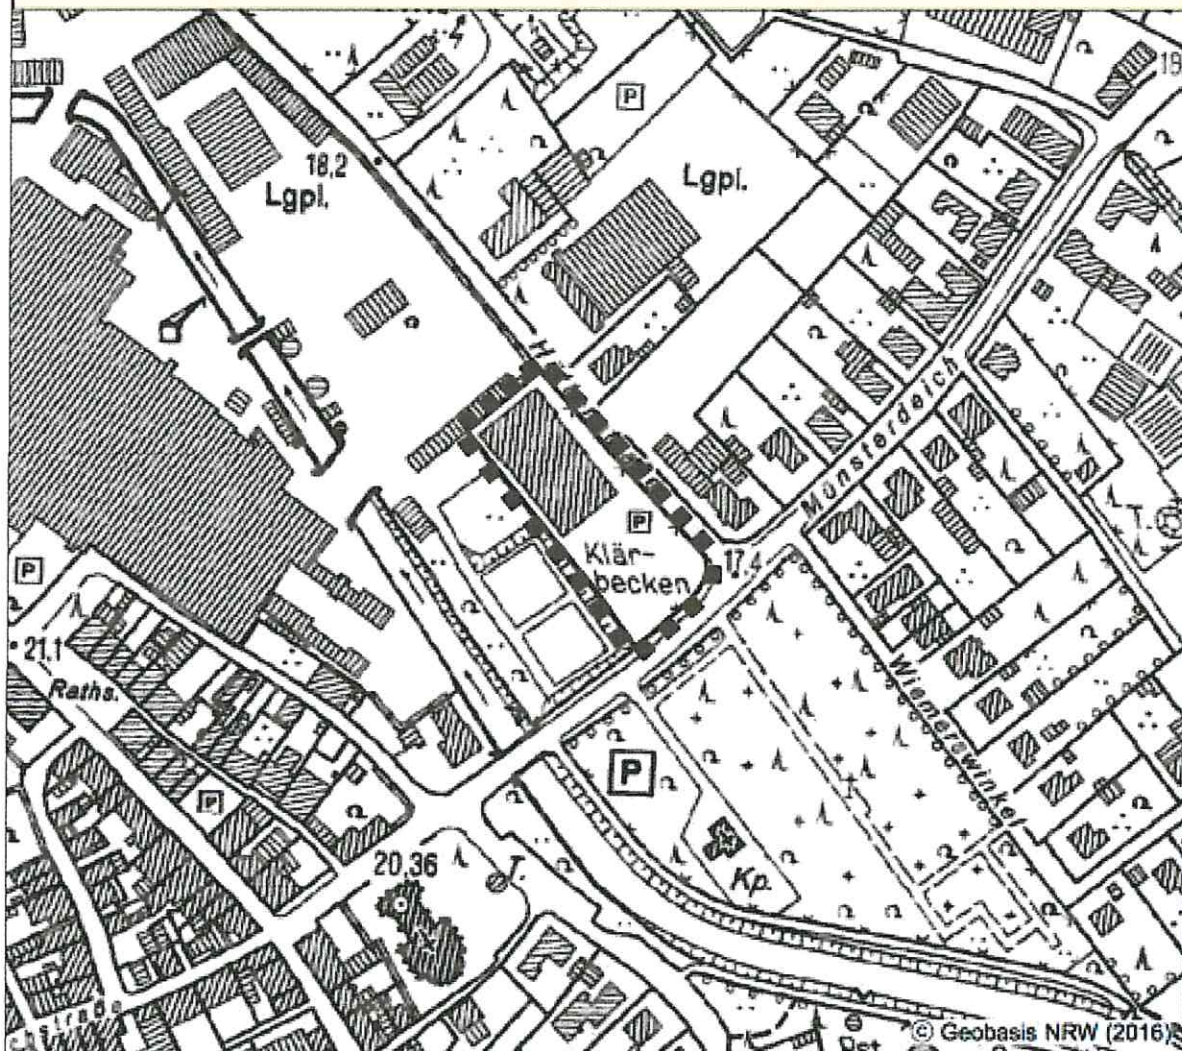 P
19
18,2
Lgpl.
Lgpl.
H
Münsterdeich
P
Klär-
becken
17,4
T.
P
21,1
Raths.
P
P
Wiemerswinkel
20,36
T.
Kp.
© Geobasis NRW (2016)